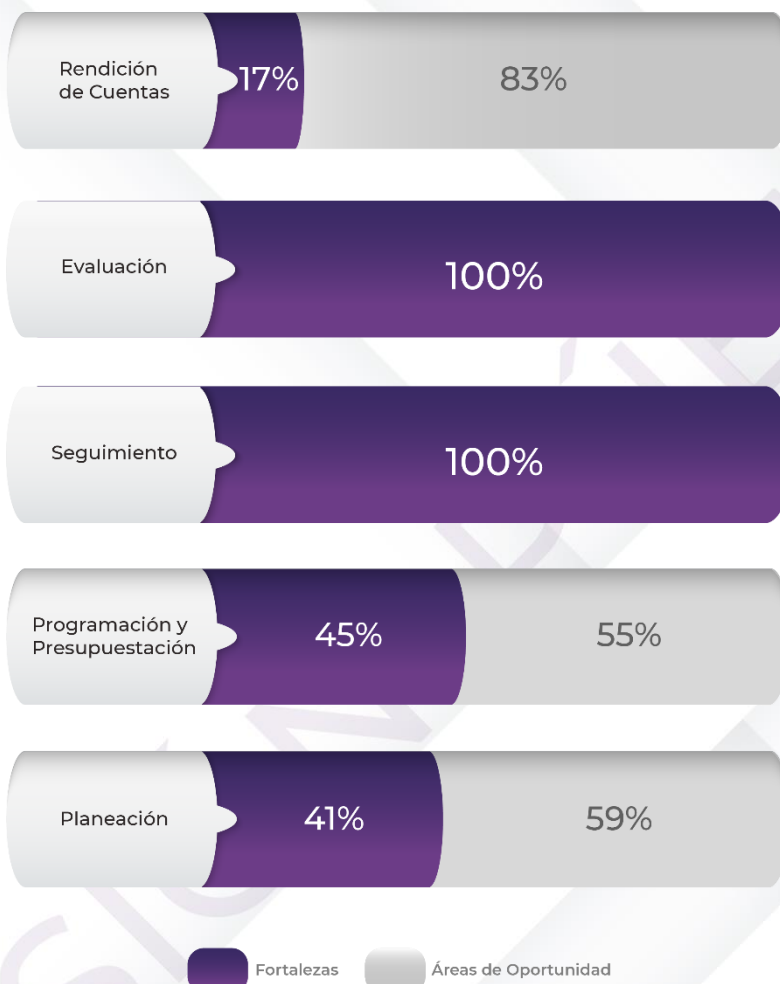 Rendición
de Cuentas
17%
83%
Evaluación
100%
Seguimiento
100%
Programación y
Presupuestación
45%
55%
Planeación
41%
59%
Fortalezas
Áreas de Oportunidad